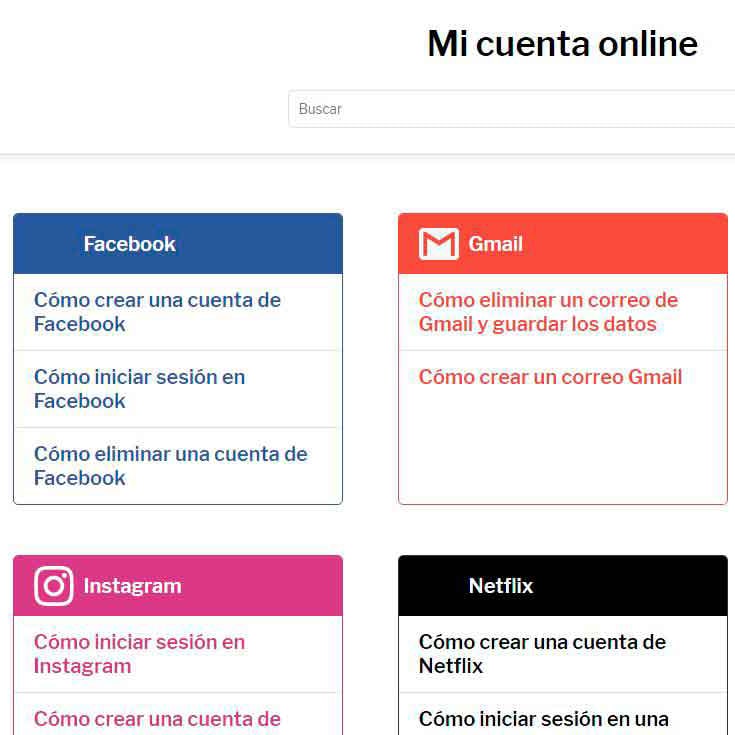 Mi cuenta online
Buscar
Facebook
Cómo crear una cuenta de
Facebook
Cómo iniciar sesión en
Facebook
Cómo eliminar una cuenta de
Facebook
Gmail
Cómo eliminar un correo de
Gmail y guardar los datos
Cómo crear un correo Gmail
Instagram
Cómo iniciar sesión en
Instagram
Cómo crear una cuenta de
Netflix
Cómo crear una cuenta de
Netflix
Cómo iniciar sesión en una